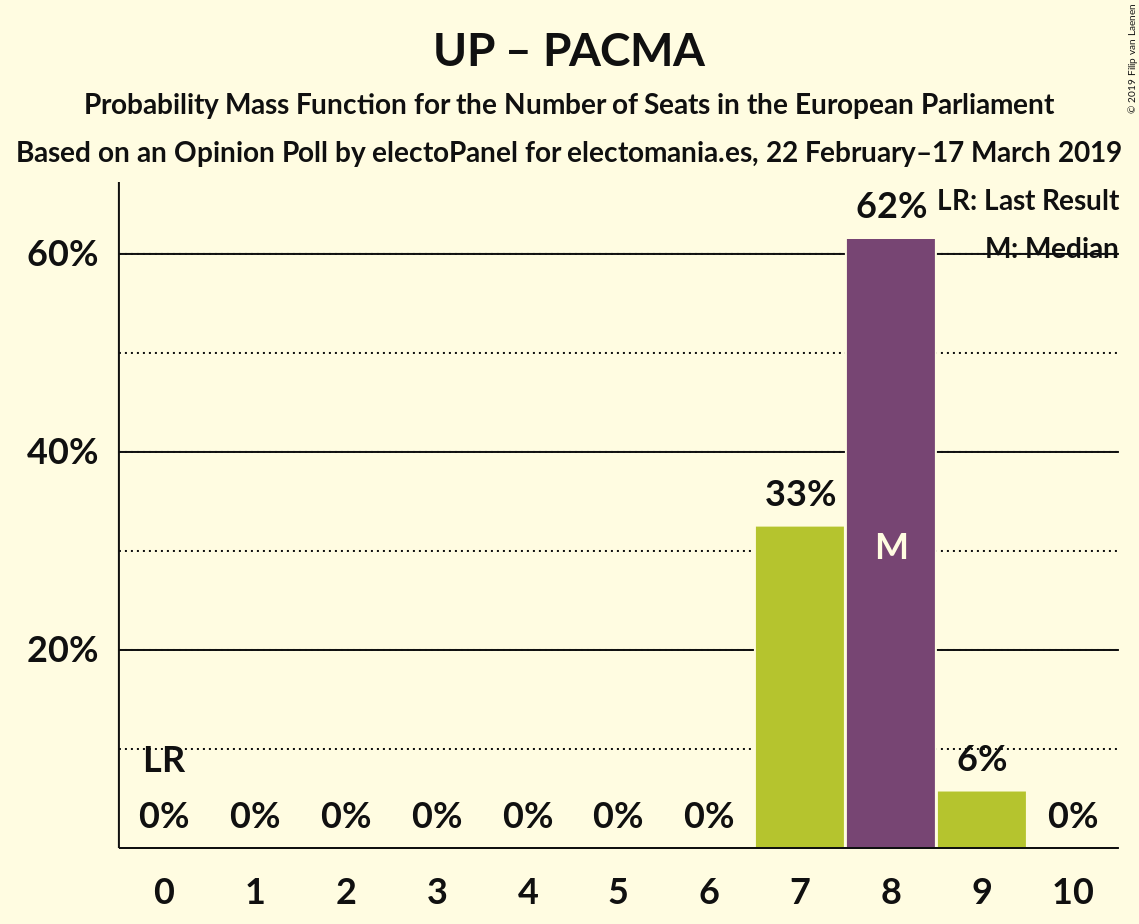 UP – PACMA
Probability Mass Function for the Number of Seats in the European Parliament
Based on an Opinion Poll by electoPanel for electomania.es, 22 February–17 March 2019
© 2019 Filip van Laenen
LR: Last Result
M: Median
60%
40%
20%
62%
33%
M
LR
6%
0% 0% 0% 0% 0% 0% 0% 0%
0 1 2 3 4 5 6 7 8 9 10